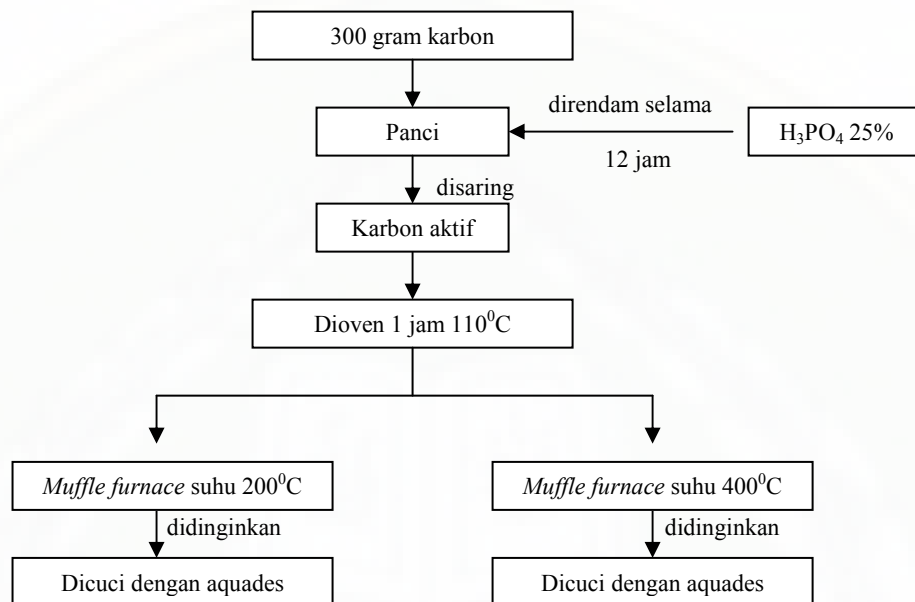 300 gram karbon
direndam selama
Panci
H₃PO₄ 25%
12 jam
disaring
Karbon aktif
Dioven 1 jam 110⁰C
Muffle furnace suhu 200⁰C
Muffle furnace suhu 400⁰C
didinginkan
didinginkan
Dicuci dengan aquades
Dicuci dengan aquades